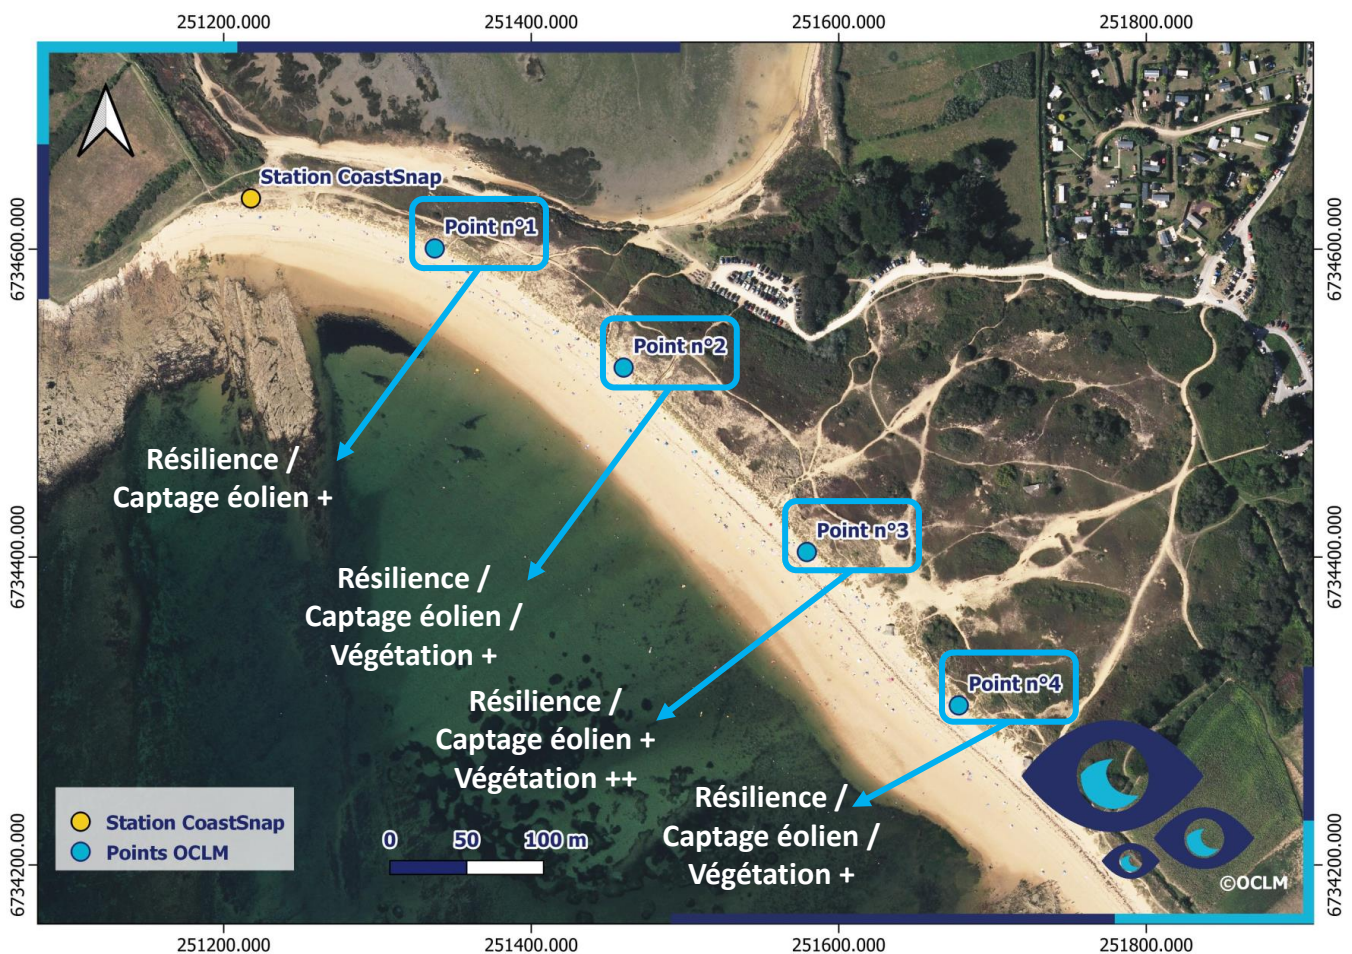 251200.000
251400.000
251600.000
251800.000
6734600.000
6734600.000
Station CoastSnap
Point n°1
Point n°2
Résilience /
Captage éolien +
Point n°3
6734400.000
6734400.000
Résilience /
Captage éolien /
Végétation +
Point n°4
Résilience /
Captage éolien +
Végétation ++
Résilience /
Captage éolien /
Végétation +
Station CoastSnap
Points OCLM
0 50 100 m
6734200.000
6734200.000
©OCLM
251200.000
251400.000
251600.000
251800.000